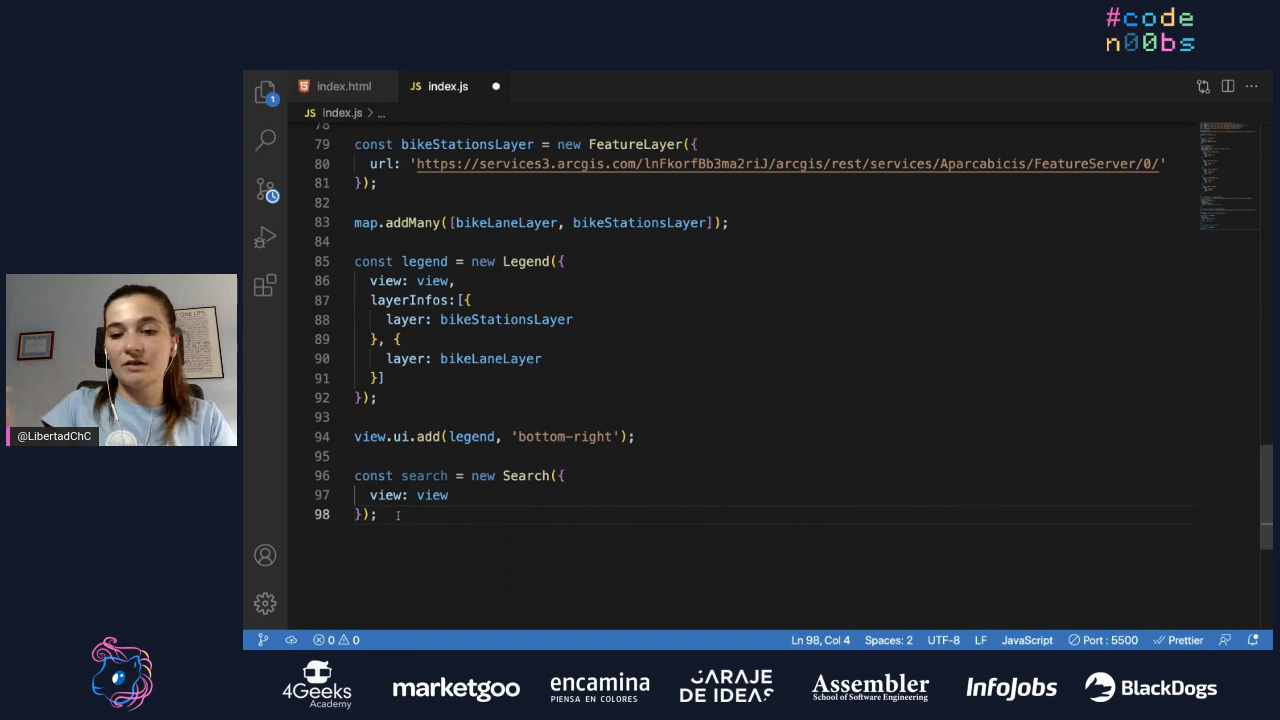 #code
n00bs
index.html
JS index.js
JS index.js > ...
1
78
79 const bikeStationsLayer = new FeatureLayer({
80 url: 'https://services3.arcgis.com/lnFkorfBb3ma2riJ/arcgis/rest/services/Aparcabicis/FeatureServer/0/'
81 });
82
83 map.addMany([bikeLaneLayer, bikeStationsLayer]);
84
85 const legend = new Legend({
86 view: view,
87 layerInfos:[{
88 layer: bikeStationsLayer
89 }, {
90 layer: bikeLaneLayer
91 }]
92 });
93
94 view.ui.add(legend, 'bottom-right');
95
96 const search = new Search({
97 view: view
98 });
@LibertadChC
0 0
Ln 98, Col 4 Spaces: 2 UTF-8 LF JavaScript Port : 5500 Prettier
4Geeks
Academy
marketgoo
encamina
PIENSA EN COLORES
GARAJE
DE IDEAS
Assembler
School of Software Engineering
InfoJobs
BlackDogs